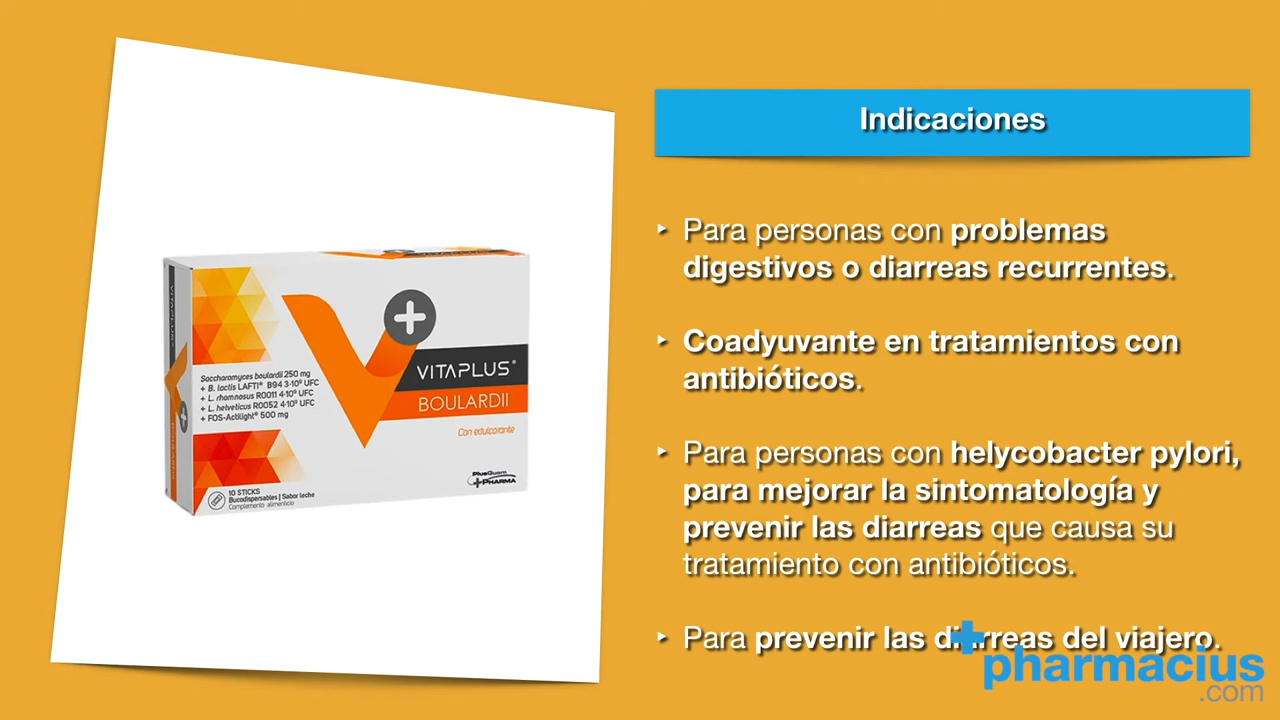 Indicaciones
‣ Para personas con problemas
digestivos o diarreas recurrentes.
‣ Coadyuvante en tratamientos con
antibióticos.
‣ Para personas con helycobacter pylori,
para mejorar la sintomatología y
prevenir las diarreas que causa su
tratamiento con antibióticos.
‣ Para prevenir las diarreas del viajero.
Saccharomyces boulardii 250 mg
+ B. lactis LAFTI® B94 3·10⁹ UFC
+ L. rhamnosus R0011 4·10⁹ UFC
+ L. helveticus R0052 4·10⁹ UFC
+ FOS-Actilight® 500 mg
VITAPLUS®
BOULARDII
Con edulcorante
10 STICKS
Bucodispersables | Sabor leche
Complemento alimenticio
PlusQuam
PHARMA
VITAPLUS
pharmacius
.com